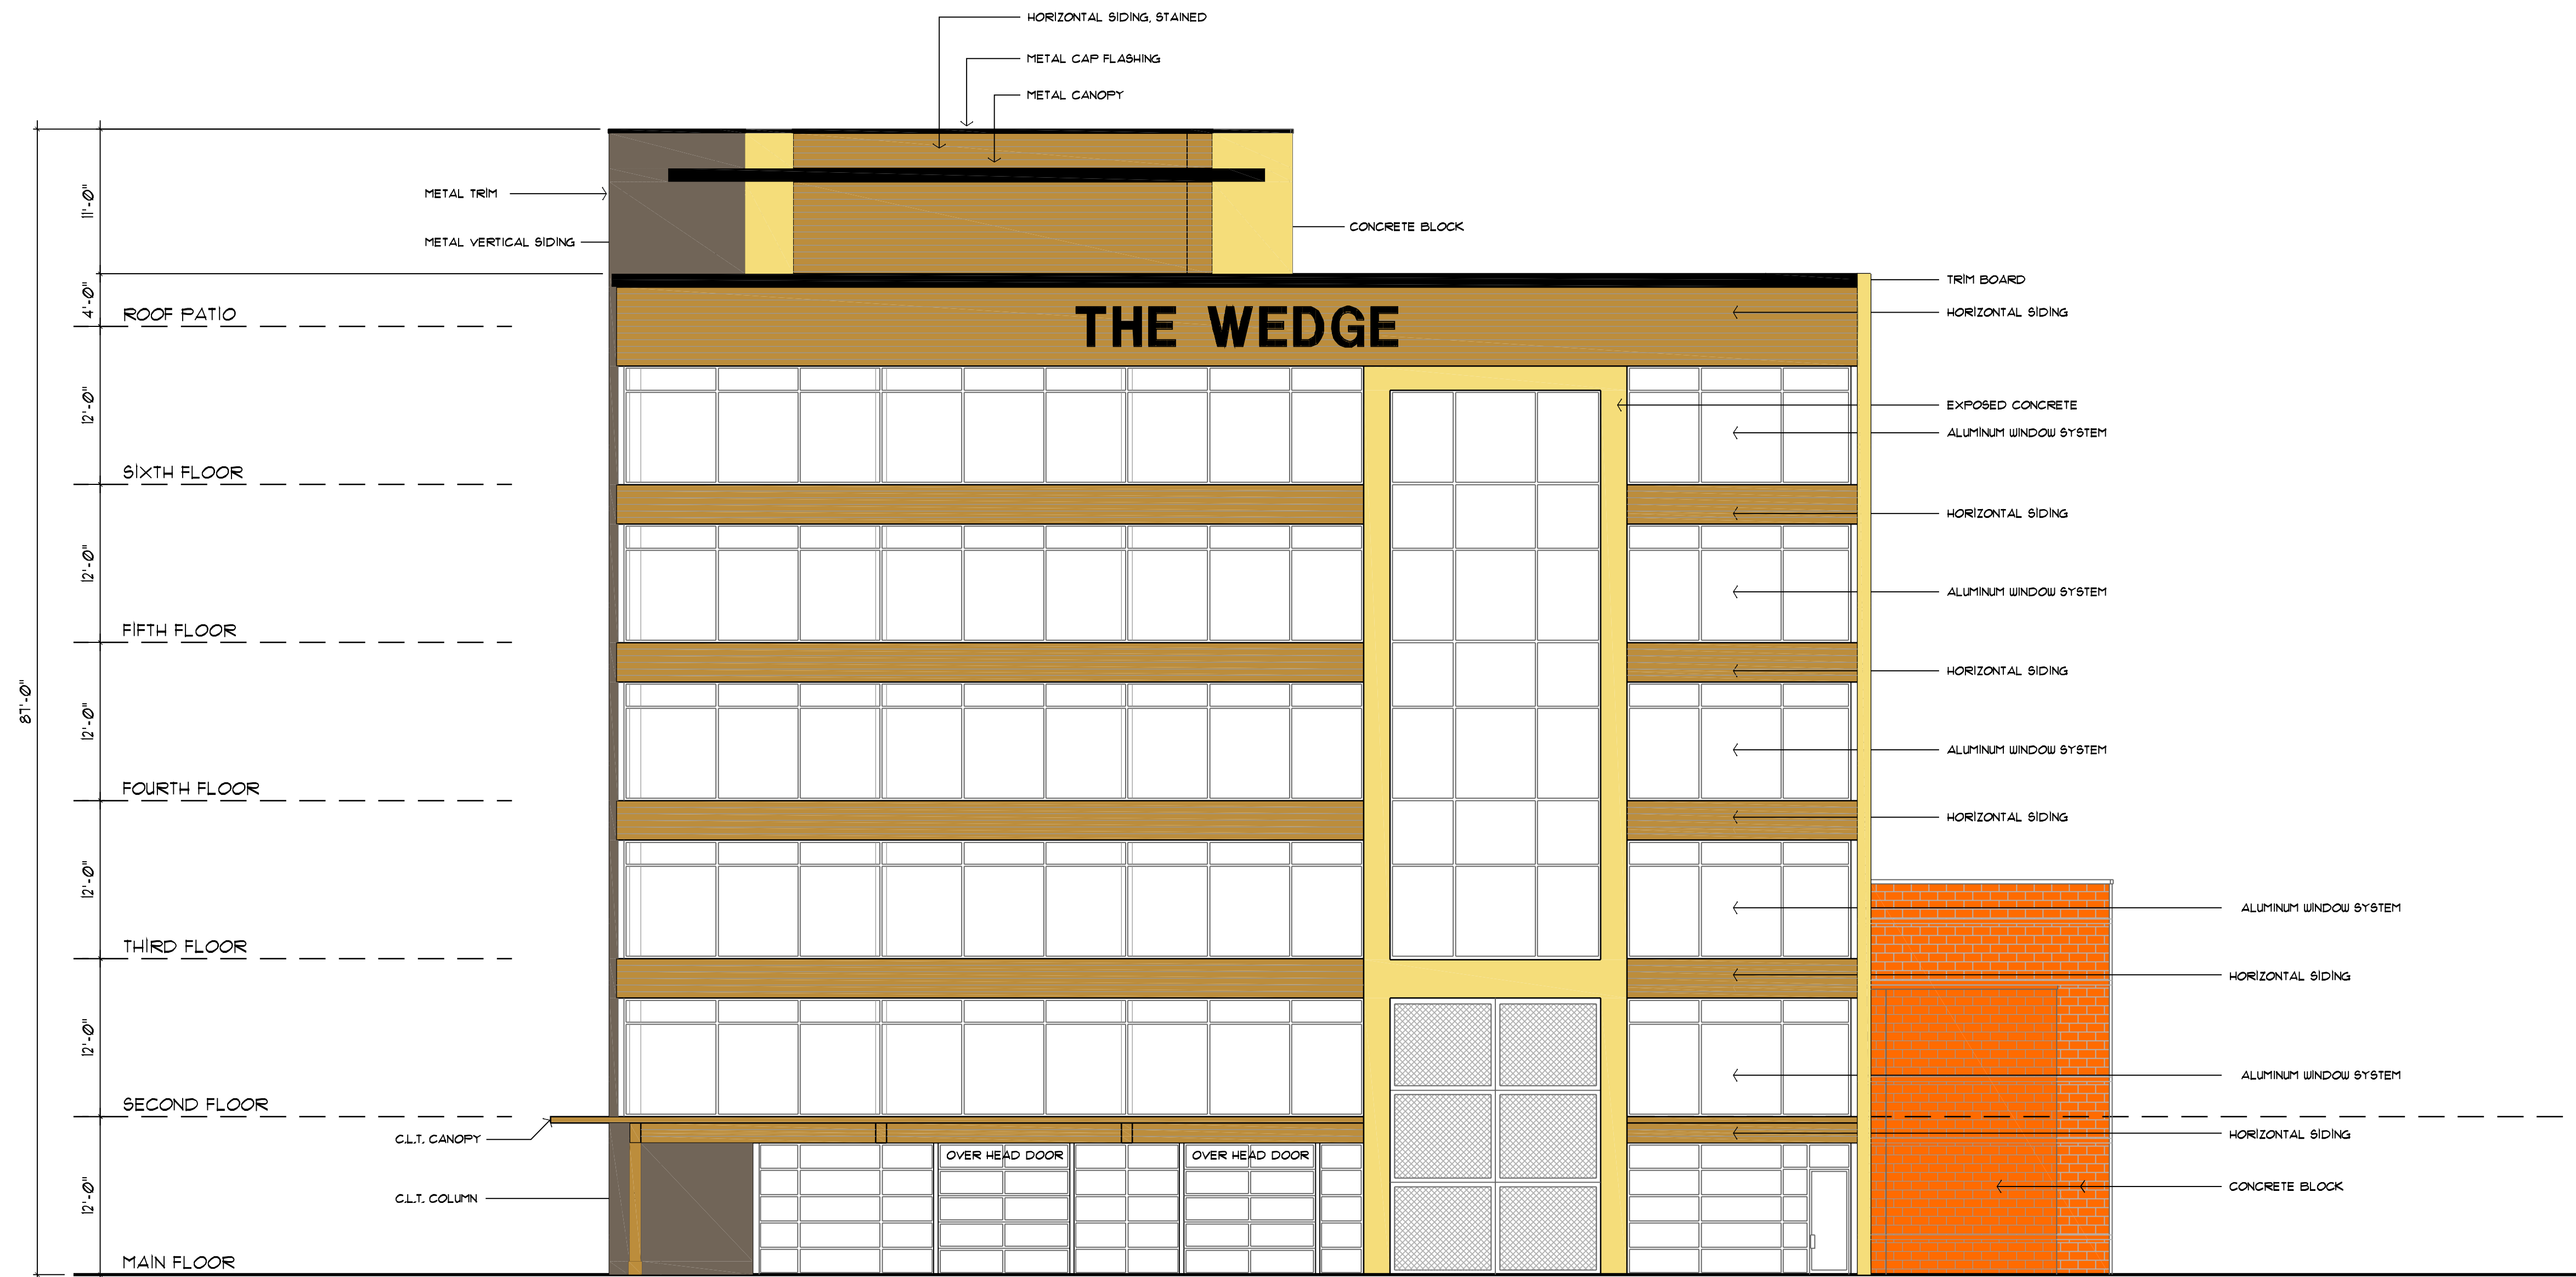 HORIZONTAL SIDING, STAINED
METAL CAP FLASHING
METAL CANOPY
METAL TRIM
METAL VERTICAL SIDING
CONCRETE BLOCK
11'-0"
4'-0"
ROOF PATIO
TRIM BOARD
HORIZONTAL SIDING
THE WEDGE
12'-0"
EXPOSED CONCRETE
ALUMINUM WINDOW SYSTEM
SIXTH FLOOR
HORIZONTAL SIDING
12'-0"
ALUMINUM WINDOW SYSTEM
FIFTH FLOOR
HORIZONTAL SIDING
87'-0"
12'-0"
ALUMINUM WINDOW SYSTEM
FOURTH FLOOR
HORIZONTAL SIDING
12'-0"
ALUMINUM WINDOW SYSTEM
THIRD FLOOR
HORIZONTAL SIDING
12'-0"
ALUMINUM WINDOW SYSTEM
SECOND FLOOR
C.L.T. CANOPY
HORIZONTAL SIDING
OVER HEAD DOOR
OVER HEAD DOOR
12'-0"
C.L.T. COLUMN
CONCRETE BLOCK
MAIN FLOOR